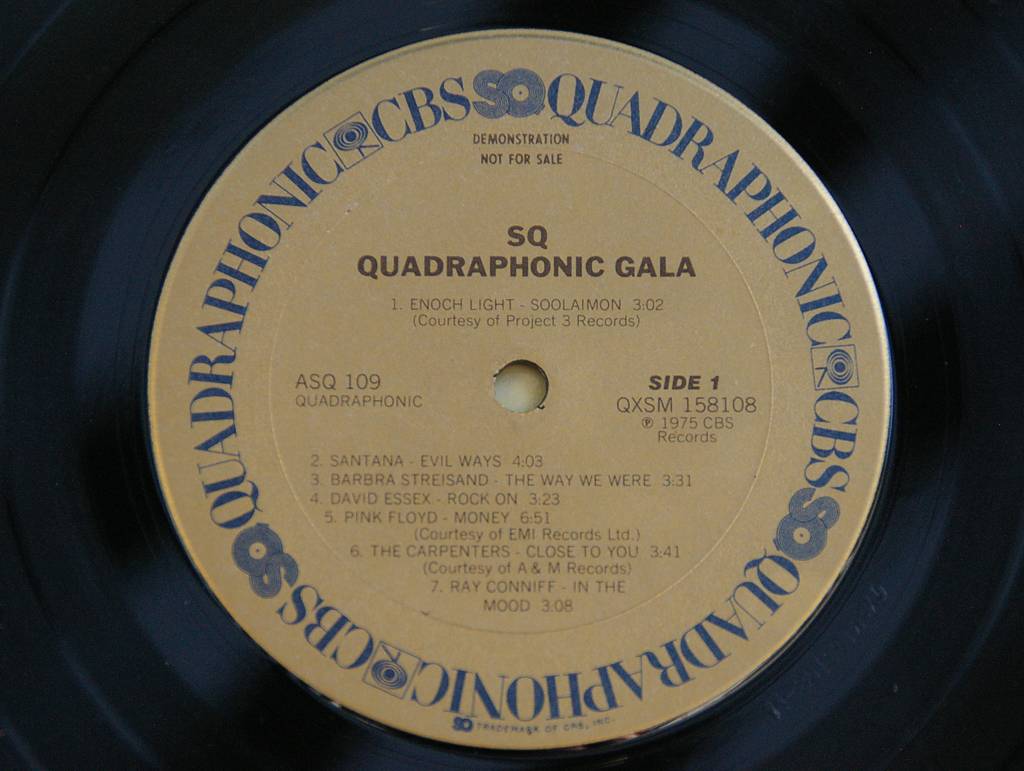 CBS SQ QUADRAPHONIC
CBS SQ QUADRAPHONIC
CBS SQ QUADRAPHONIC
DEMONSTRATION
NOT FOR SALE
SQ
QUADRAPHONIC GALA
1. ENOCH LIGHT - SOOLAIMON 3:02
(Courtesy of Project 3 Records)
ASQ 109
QUADRAPHONIC
SIDE 1
QXSM 158108
℗ 1975 CBS
Records
2. SANTANA - EVIL WAYS 4:03
3. BARBRA STREISAND - THE WAY WE WERE 3:31
4. DAVID ESSEX - ROCK ON 3:23
5. PINK FLOYD - MONEY 6:51
(Courtesy of EMI Records Ltd.)
6. THE CARPENTERS - CLOSE TO YOU 3:41
(Courtesy of A & M Records)
7. RAY CONNIFF - IN THE
MOOD 3:08
SQ TRADEMARK OF CBS, INC.